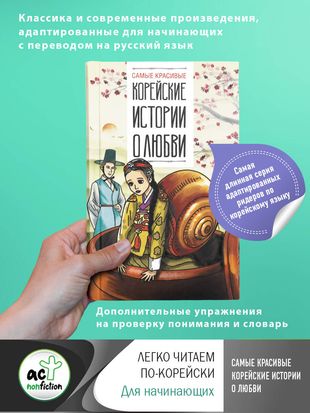 Классика и современные произведения,
адаптированные для начинающих
с переводом на русский язык
САМЫЕ КРАСИВЫЕ
КОРЕЙСКИЕ
ИСТОРИИ
О ЛЮБВИ
Самая
длинная серия
адаптированных
ридеров по
корейскому языку
Дополнительные упражнения
на проверку понимания и словарь
аст
nonfiction
ЛЕГКО ЧИТАЕМ
ПО-КОРЕЙСКИ
Для начинающих
САМЫЕ КРАСИВЫЕ
КОРЕЙСКИЕ ИСТОРИИ
О ЛЮБВИ